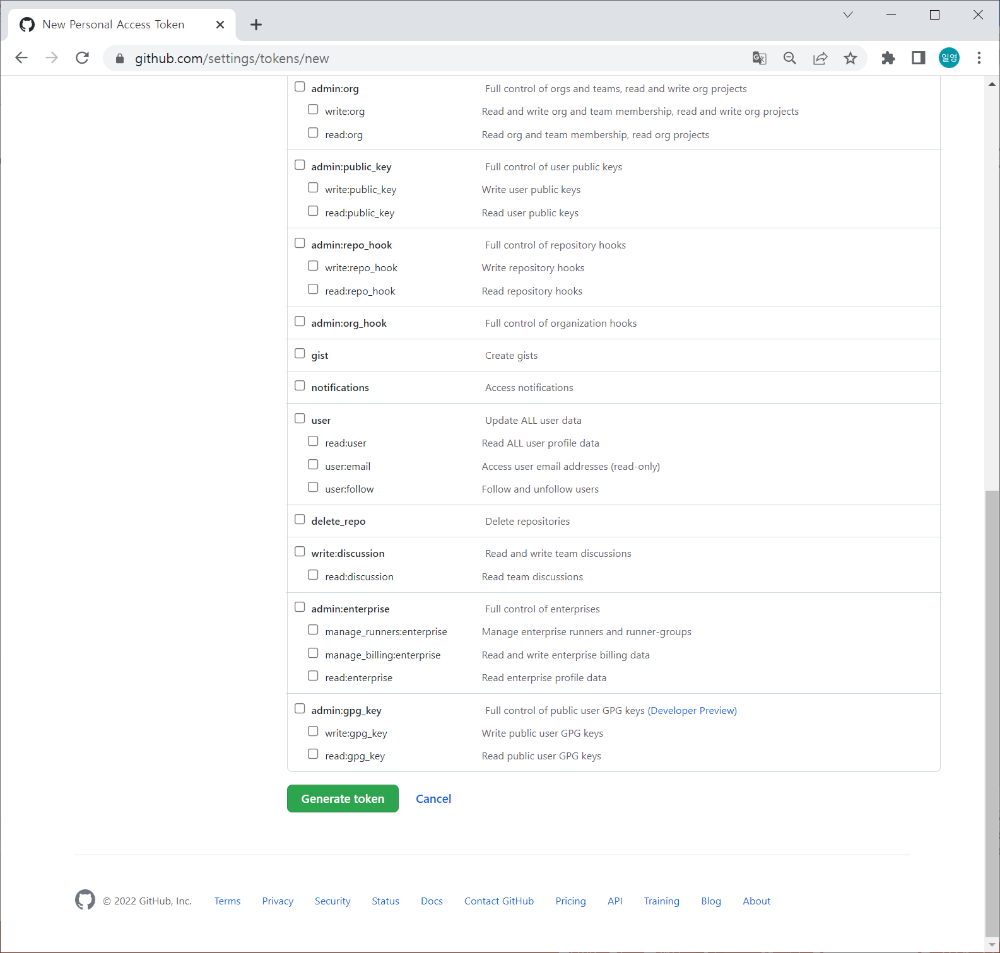 New Personal Access Token
github.com/settings/tokens/new
일영
admin:org Full control of orgs and teams, read and write org projects
write:org Read and write org and team membership, read and write org projects
read:org Read org and team membership, read org projects
admin:public_key Full control of user public keys
write:public_key Write user public keys
read:public_key Read user public keys
admin:repo_hook Full control of repository hooks
write:repo_hook Write repository hooks
read:repo_hook Read repository hooks
admin:org_hook Full control of organization hooks
gist Create gists
notifications Access notifications
user Update ALL user data
read:user Read ALL user profile data
user:email Access user email addresses (read-only)
user:follow Follow and unfollow users
delete_repo Delete repositories
write:discussion Read and write team discussions
read:discussion Read team discussions
admin:enterprise Full control of enterprises
manage_runners:enterprise Manage enterprise runners and runner-groups
manage_billing:enterprise Read and write enterprise billing data
read:enterprise Read enterprise profile data
admin:gpg_key Full control of public user GPG keys (Developer Preview)
write:gpg_key Write public user GPG keys
read:gpg_key Read public user GPG keys
Generate token Cancel
© 2022 GitHub, Inc. Terms Privacy Security Status Docs Contact GitHub Pricing API Training Blog About